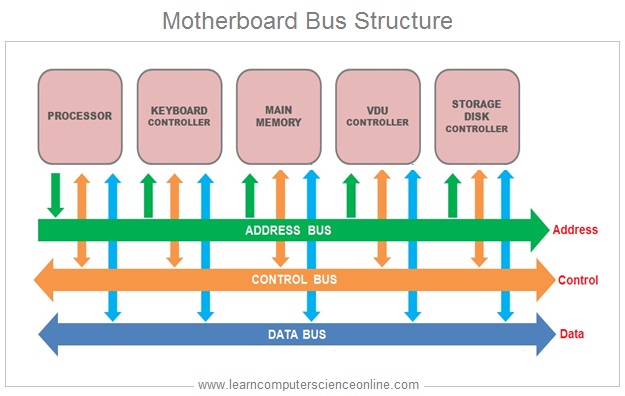 Motherboard Bus Structure
PROCESSOR
KEYBOARD
CONTROLLER
MAIN
MEMORY
VDU
CONTROLLER
STORAGE
DISK
CONTROLLER
ADDRESS BUS
Address
CONTROL BUS
Control
DATA BUS
Data
www.learncomputerscienceonline.com